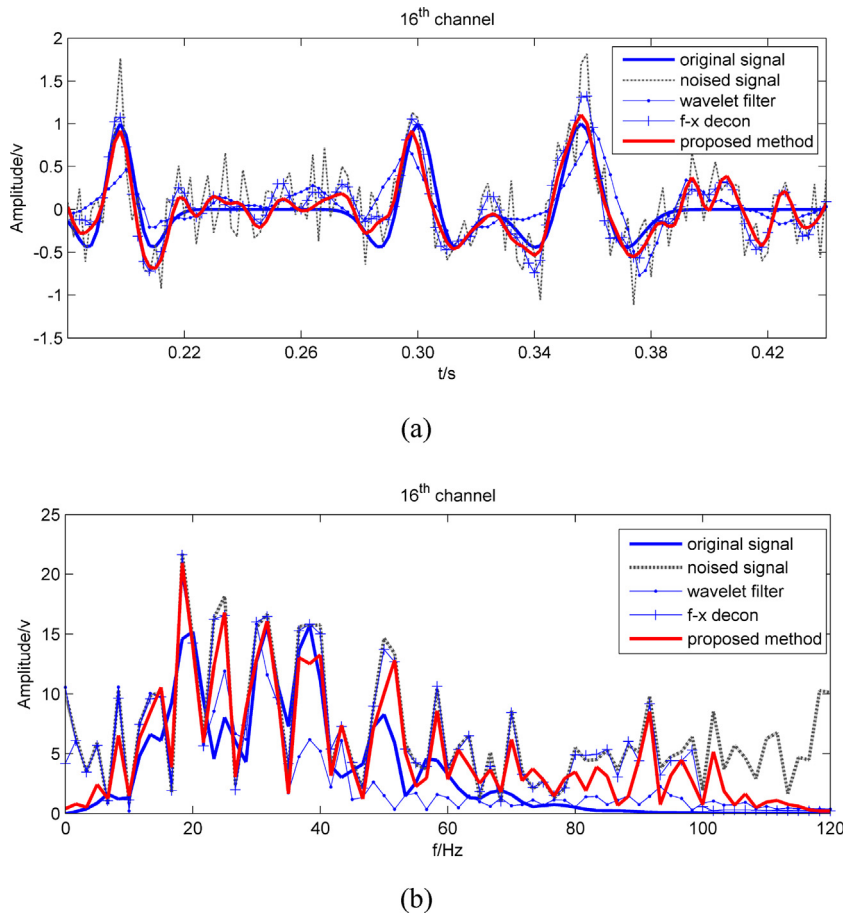 16th channel
Amplitude/v
2
1.5
1
0.5
0
-0.5
-1
-1.5
original signal
noised signal
wavelet filter
f-x decon
proposed method
0.22 0.26 0.30 0.34 0.38 0.42
t/s
(a)
16th channel
Amplitude/v
25
20
15
10
5
0
original signal
noised signal
wavelet filter
f-x decon
proposed method
0 20 40 60 80 100 120
f/Hz
(b)